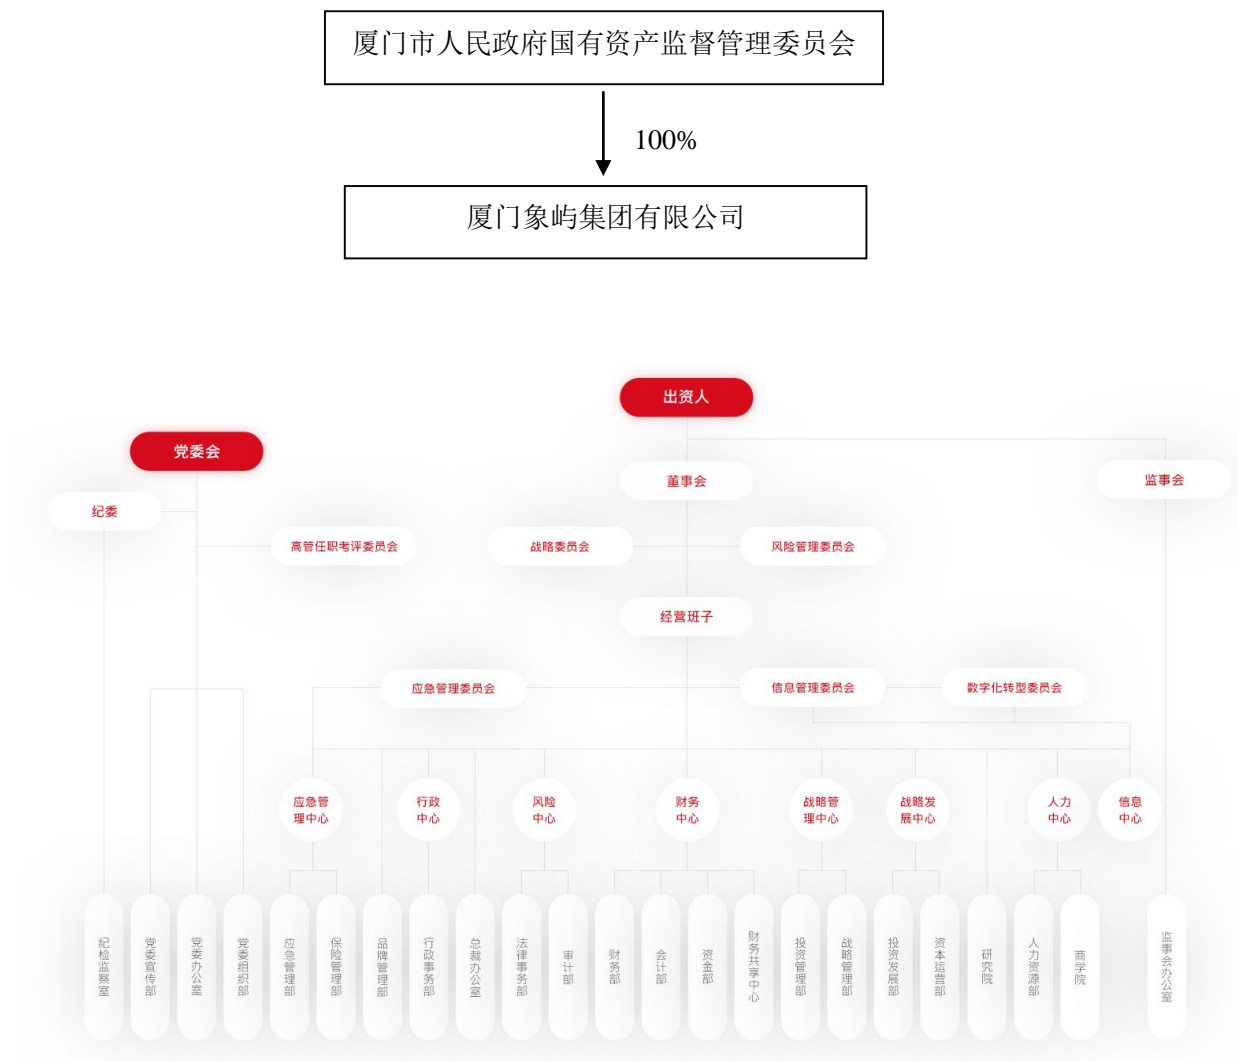 厦门市人民政府国有资产监督管理委员会
100%
厦门象屿集团有限公司
出资人
党委会
董事会
监事会
纪委
高管任职考评委员会
战略委员会
风险管理委员会
经营班子
应急管理委员会
信息管理委员会
数字化转型委员会
应急管
理中心
行政
中心
风险
中心
财务
中心
战略管
理中心
战略发
展中心
人力
中心
信息
中心
纪检监察室
党委宣传部
党委办公室
党委组织部
应急管理部
保险管理部
品牌管理部
行政事务部
总裁办公室
法律事务部
审计部
财务部
会计部
资金部
财务共享中心
投资管理部
战略管理部
投资发展部
资本运营部
研究院
人力资源部
商学院
监事会办公室